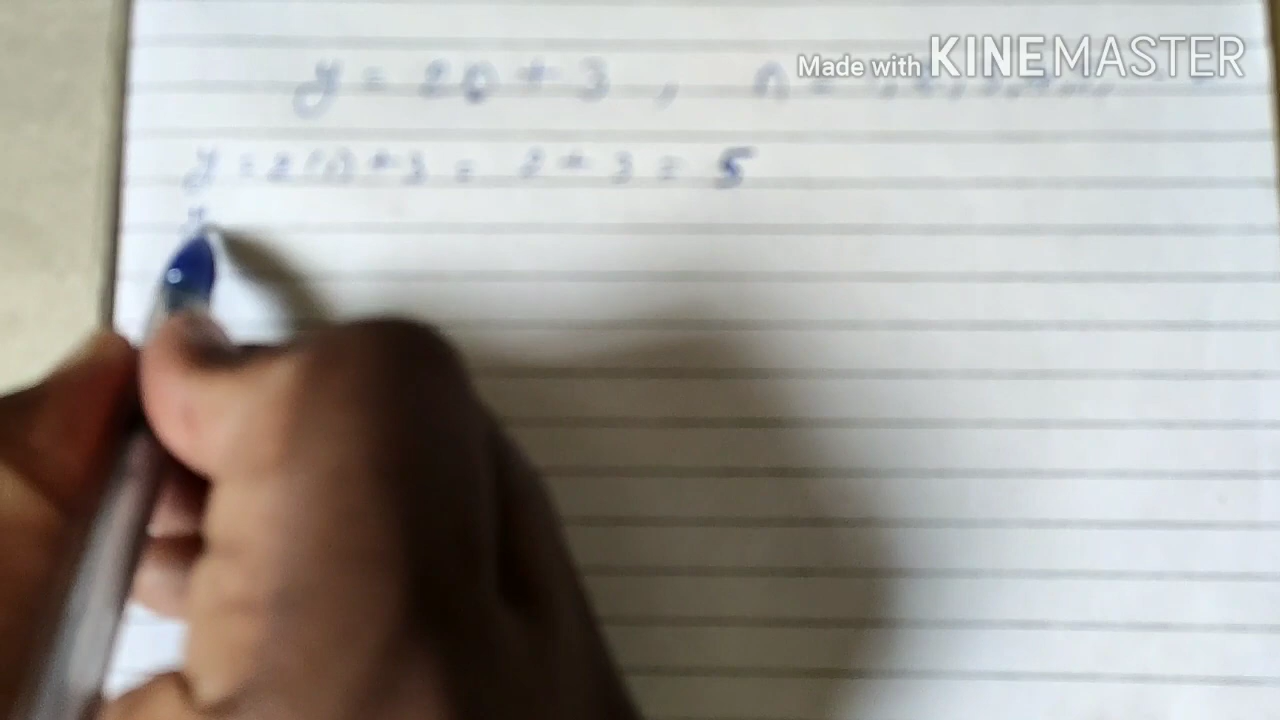 Made with KINEMASTER
y = 2n + 3 , n =
y = 2(1) + 3 = 2 + 3 = 5
y